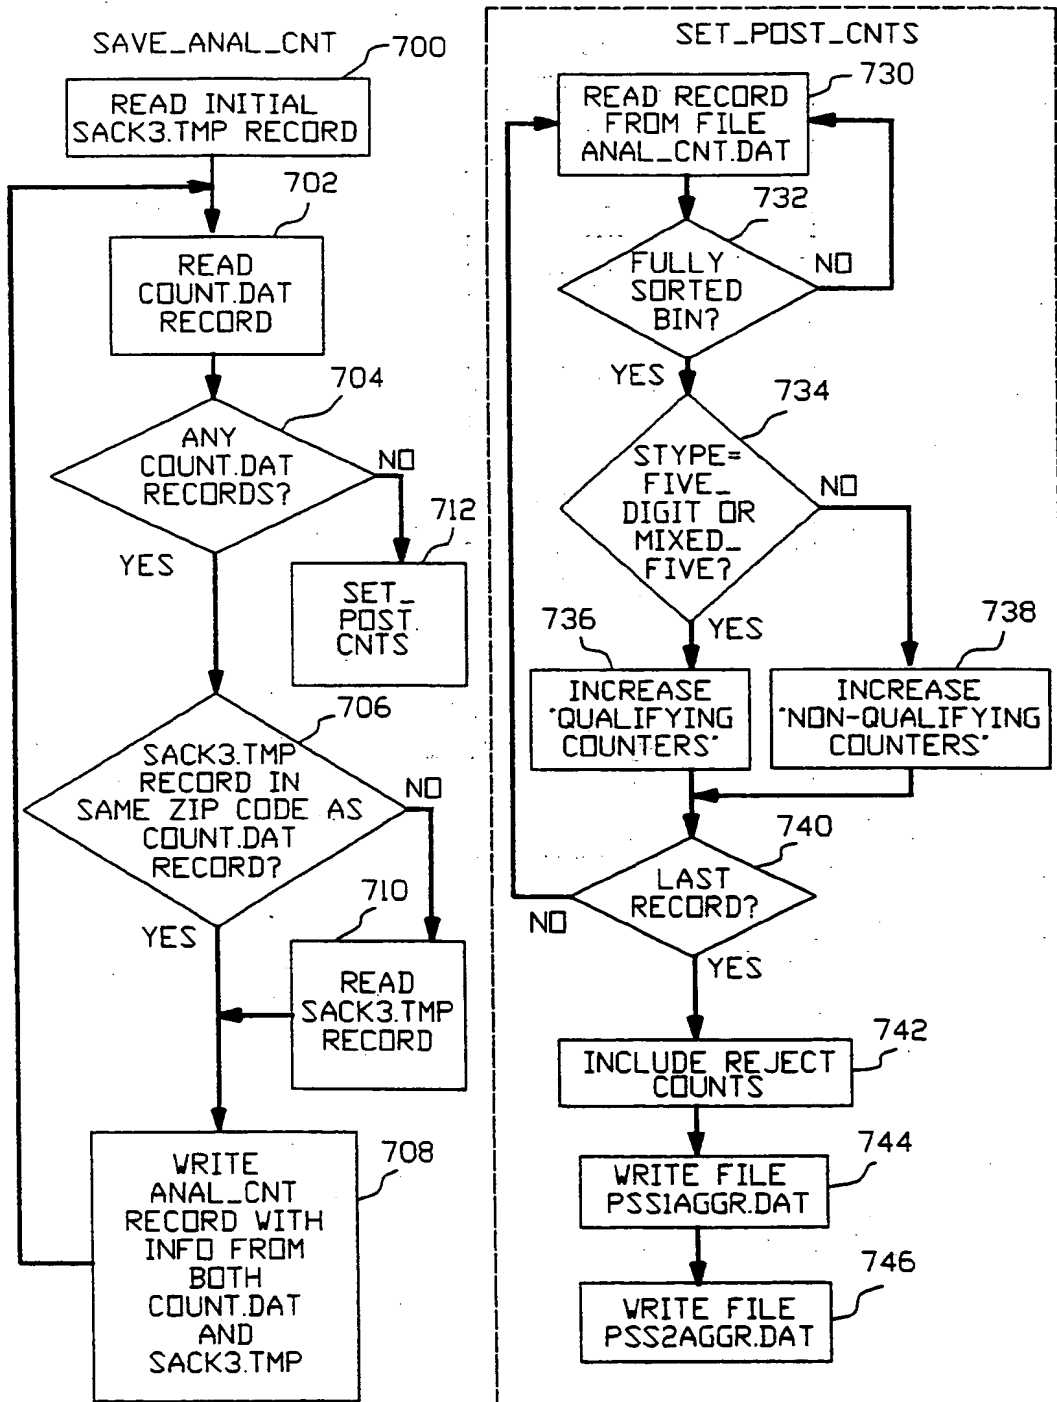 SAVE_ANAL_CNT
700
READ INITIAL
SACK3.TMP RECORD
702
READ
COUNT.DAT
RECORD
704
ANY
COUNT.DAT
RECORDS?
NO
YES
712
SET_
POST
CNTS
706
SACK3.TMP
RECORD IN
SAME ZIP CODE AS
COUNT.DAT
RECORD?
NO
YES
710
READ
SACK3.TMP
RECORD
708
WRITE
ANAL_CNT
RECORD WITH
INFO FROM
BOTH
COUNT.DAT
AND
SACK3.TMP
SET_POST_CNTS
730
READ RECORD
FROM FILE
ANAL_CNT.DAT
732
FULLY
SORTED
BIN?
NO
YES
734
STYPE=
FIVE_
DIGIT OR
MIXED_
FIVE?
NO
YES
736
INCREASE
'QUALIFYING
COUNTERS'
738
INCREASE
'NON-QUALIFYING
COUNTERS'
740
LAST
RECORD?
NO
YES
742
INCLUDE REJECT
COUNTS
744
WRITE FILE
PSS1AGGR.DAT
746
WRITE FILE
PSS2AGGR.DAT